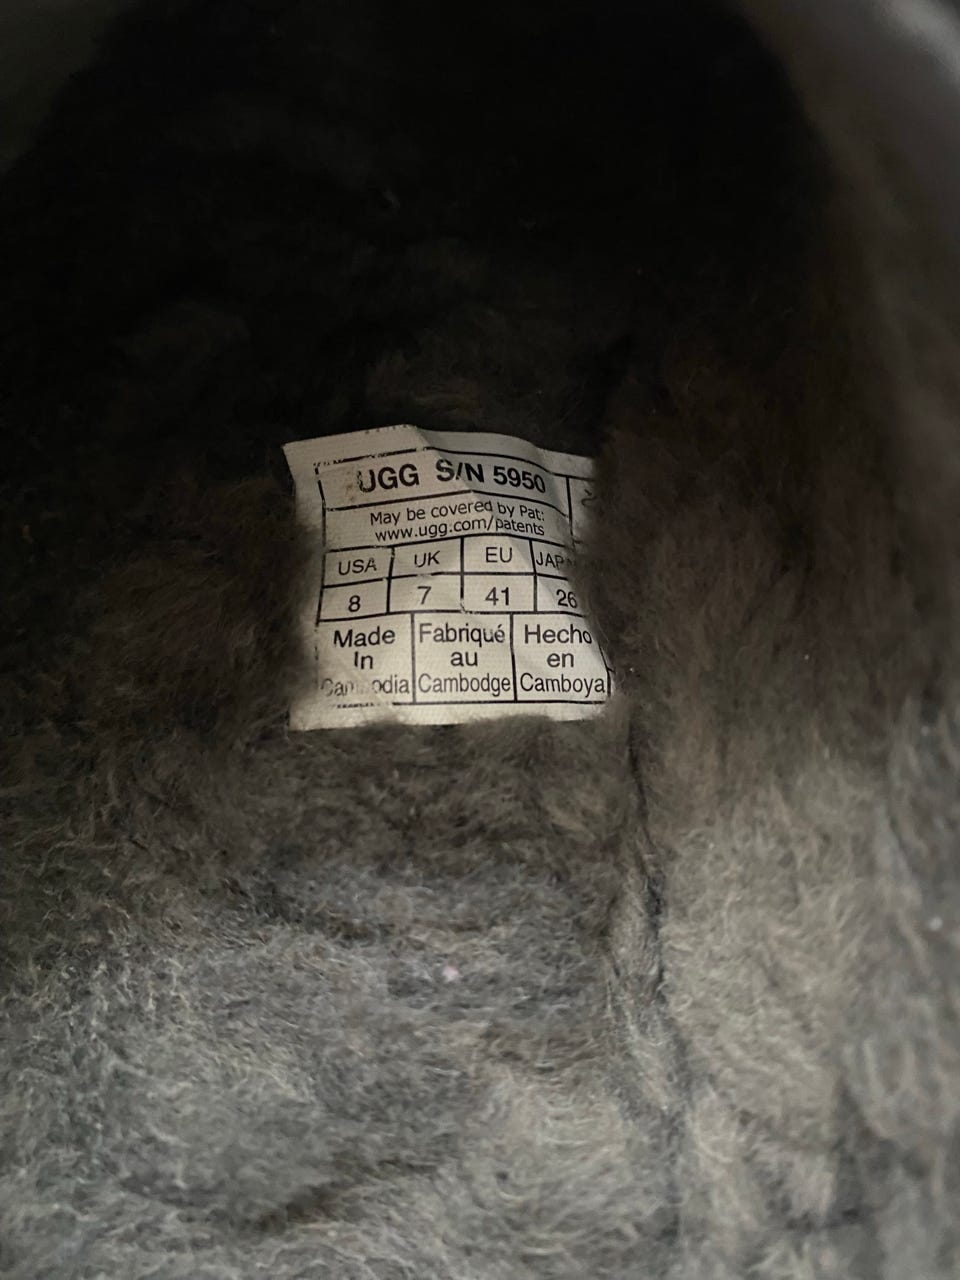 UGG S/N 5950
May be covered by Pat:
www.ugg.com/patents
USA UK EU
8 7 41 26
Made Fabriqué Hecho
In au en
Cambodia Cambodge Camboya